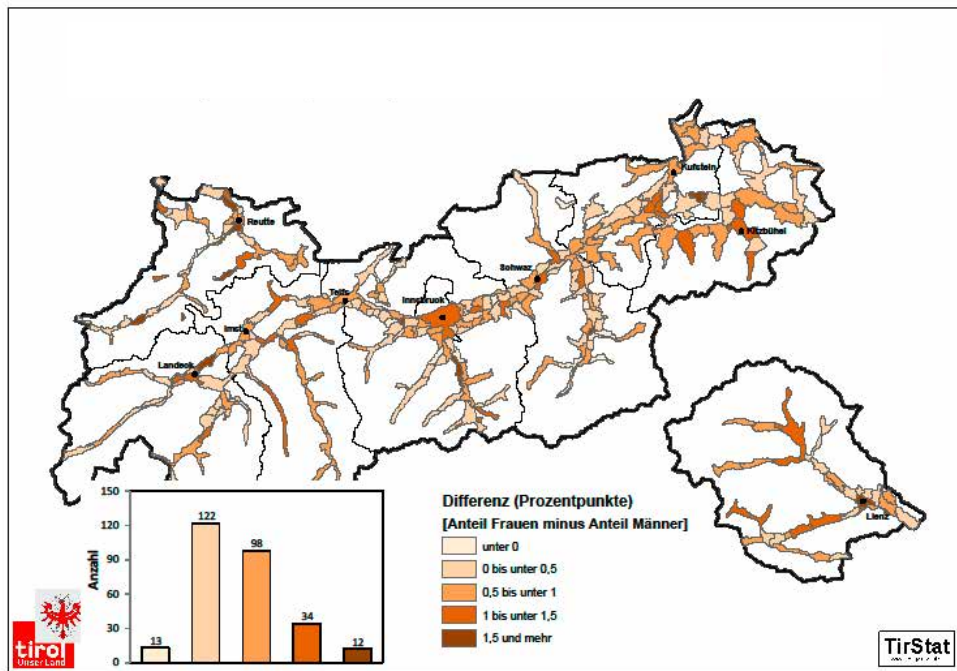 Kufstein
Reutte
Kitzbühel
Schwaz
Telfs
Innsbruck
Imst
Landeck
Lienz
150
120
90
60
30
0
Anzahl
13
122
98
34
12
Differenz (Prozentpunkte)
[Anteil Frauen minus Anteil Männer]
unter 0
0 bis unter 0,5
0,5 bis unter 1
1 bis unter 1,5
1,5 und mehr
tirol
Unser Land
TirStat